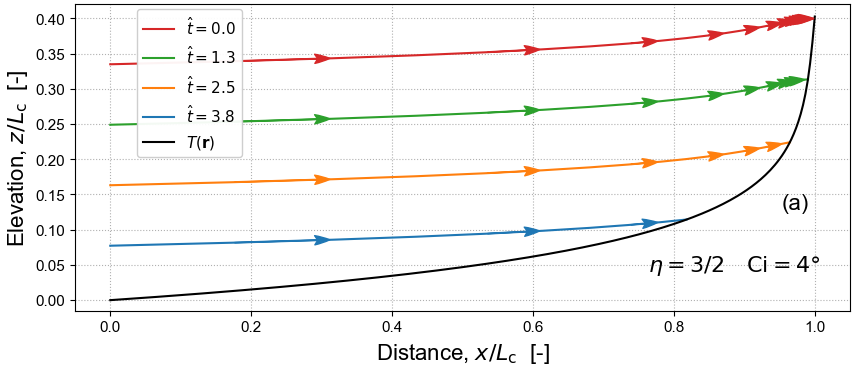 0.40
0.35
0.30
0.25
0.20
0.15
0.10
0.05
0.00
Elevation, z/L_c [-]
t̂ = 0.0
t̂ = 1.3
t̂ = 2.5
t̂ = 3.8
T(r)
(a)
η = 3/2 Ci = 4°
0.0 0.2 0.4 0.6 0.8 1.0
Distance, x/L_c [-]